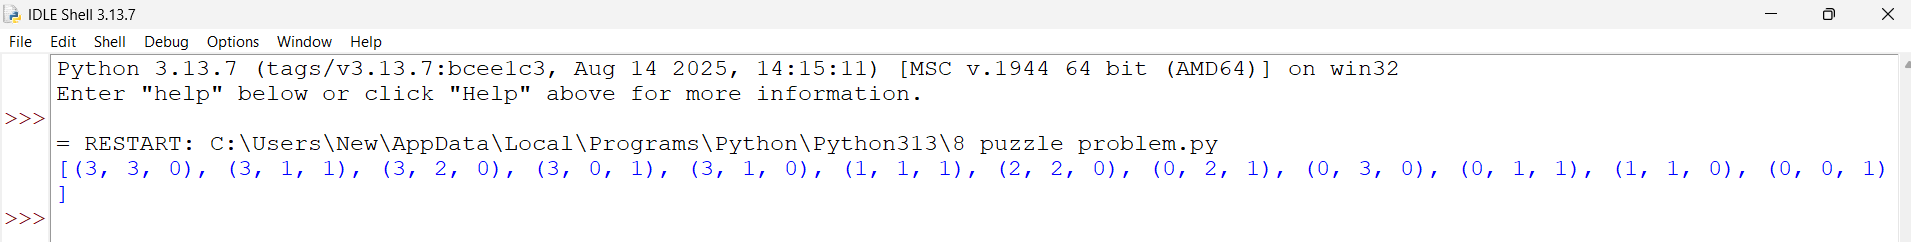 IDLE Shell 3.13.7
File Edit Shell Debug Options Window Help
Python 3.13.7 (tags/v3.13.7:bcee1c3, Aug 14 2025, 14:15:11) [MSC v.1944 64 bit (AMD64)] on win32
Enter "help" below or click "Help" above for more information.
>>>
= RESTART: C:\Users\New\AppData\Local\Programs\Python\Python313\8 puzzle problem.py
[(3, 3, 0), (3, 1, 1), (3, 2, 0), (3, 0, 1), (3, 1, 0), (1, 1, 1), (2, 2, 0), (0, 2, 1), (0, 3, 0), (0, 1, 1), (1, 1, 0), (0, 0, 1)
]
>>>